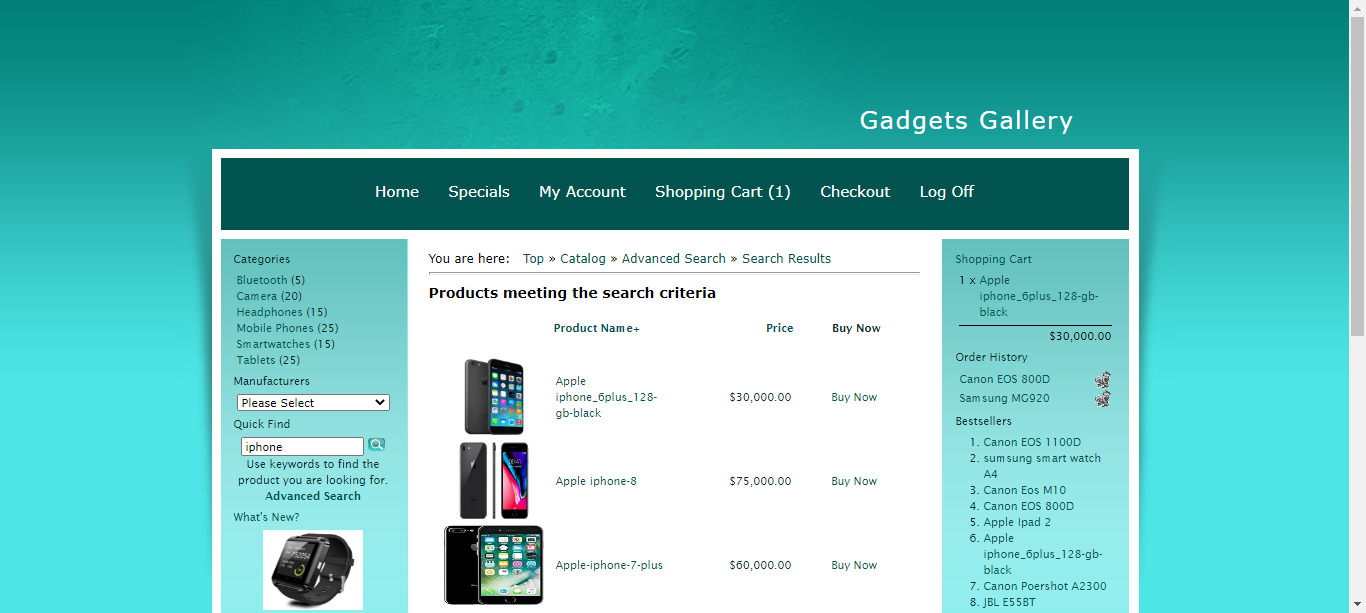 Gadgets Gallery
Home Specials My Account Shopping Cart (1) Checkout Log Off
Categories
Bluetooth (5)
Camera (20)
Headphones (15)
Mobile Phones (25)
Smartwatches (15)
Tablets (25)
Manufacturers
Please Select
Quick Find
iphone
Use keywords to find the
product you are looking for.
Advanced Search
What's New?
You are here: Top » Catalog » Advanced Search » Search Results
Products meeting the search criteria
Product Name+ Price Buy Now
Apple
iphone_6plus_128-
gb-black
$30,000.00 Buy Now
Apple iphone-8 $75,000.00 Buy Now
Apple-iphone-7-plus $60,000.00 Buy Now
Shopping Cart
1 x Apple
iphone_6plus_128-gb-
black
$30,000.00
Order History
Canon EOS 800D
Samsung MG920
Bestsellers
1. Canon EOS 1100D
2. sumsung smart watch
A4
3. Canon Eos M10
4. Canon EOS 800D
5. Apple Ipad 2
6. Apple
iphone_6plus_128-gb-
black
7. Canon Poershot A2300
8. JBL E55BT